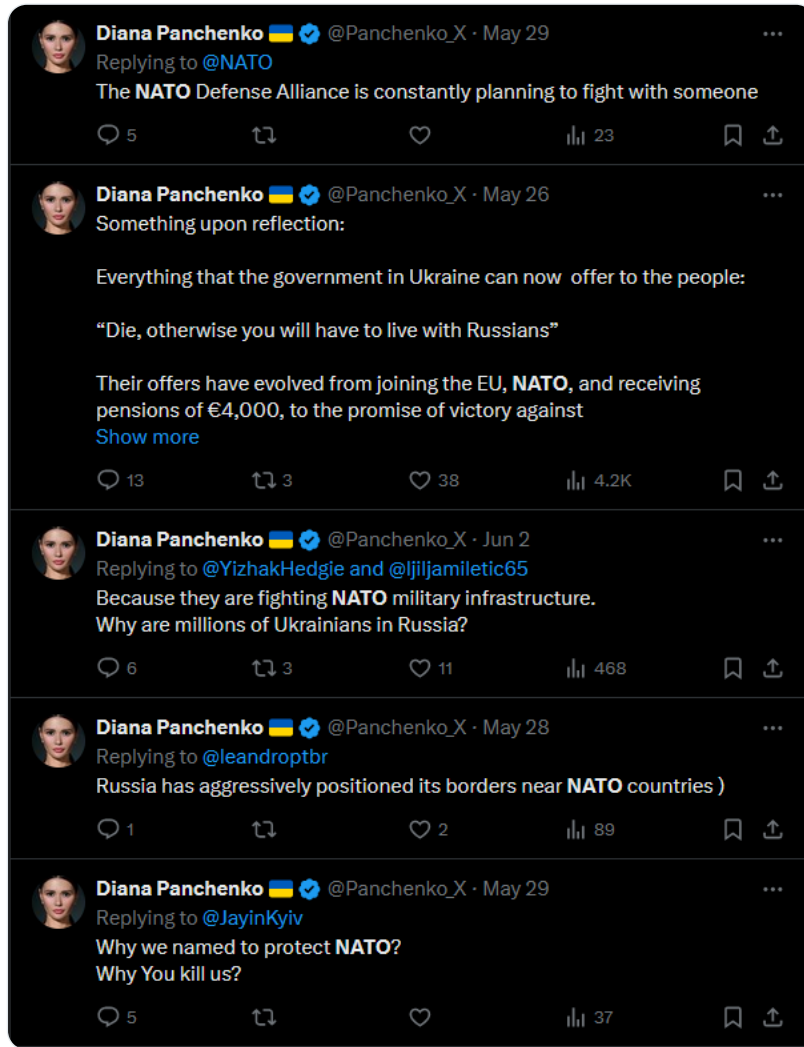 Diana Panchenko 🇺🇦 @Panchenko_X · May 29
Replying to @NATO
The NATO Defense Alliance is constantly planning to fight with someone
5 23
Diana Panchenko 🇺🇦 @Panchenko_X · May 26
Something upon reflection:
Everything that the government in Ukraine can now  offer to the people:
“Die, otherwise you will have to live with Russians”
Their offers have evolved from joining the EU, NATO, and receiving
pensions of €4,000, to the promise of victory against
Show more
13 3 38 4.2K
Diana Panchenko 🇺🇦 @Panchenko_X · Jun 2
Replying to @YizhakHedgie and @ljiljamiletic65
Because they are fighting NATO military infrastructure.
Why are millions of Ukrainians in Russia?
6 3 11 468
Diana Panchenko 🇺🇦 @Panchenko_X · May 28
Replying to @leandroptbr
Russia has aggressively positioned its borders near NATO countries )
1 2 89
Diana Panchenko 🇺🇦 @Panchenko_X · May 29
Replying to @JayinKyiv
Why we named to protect NATO?
Why You kill us?
5 37